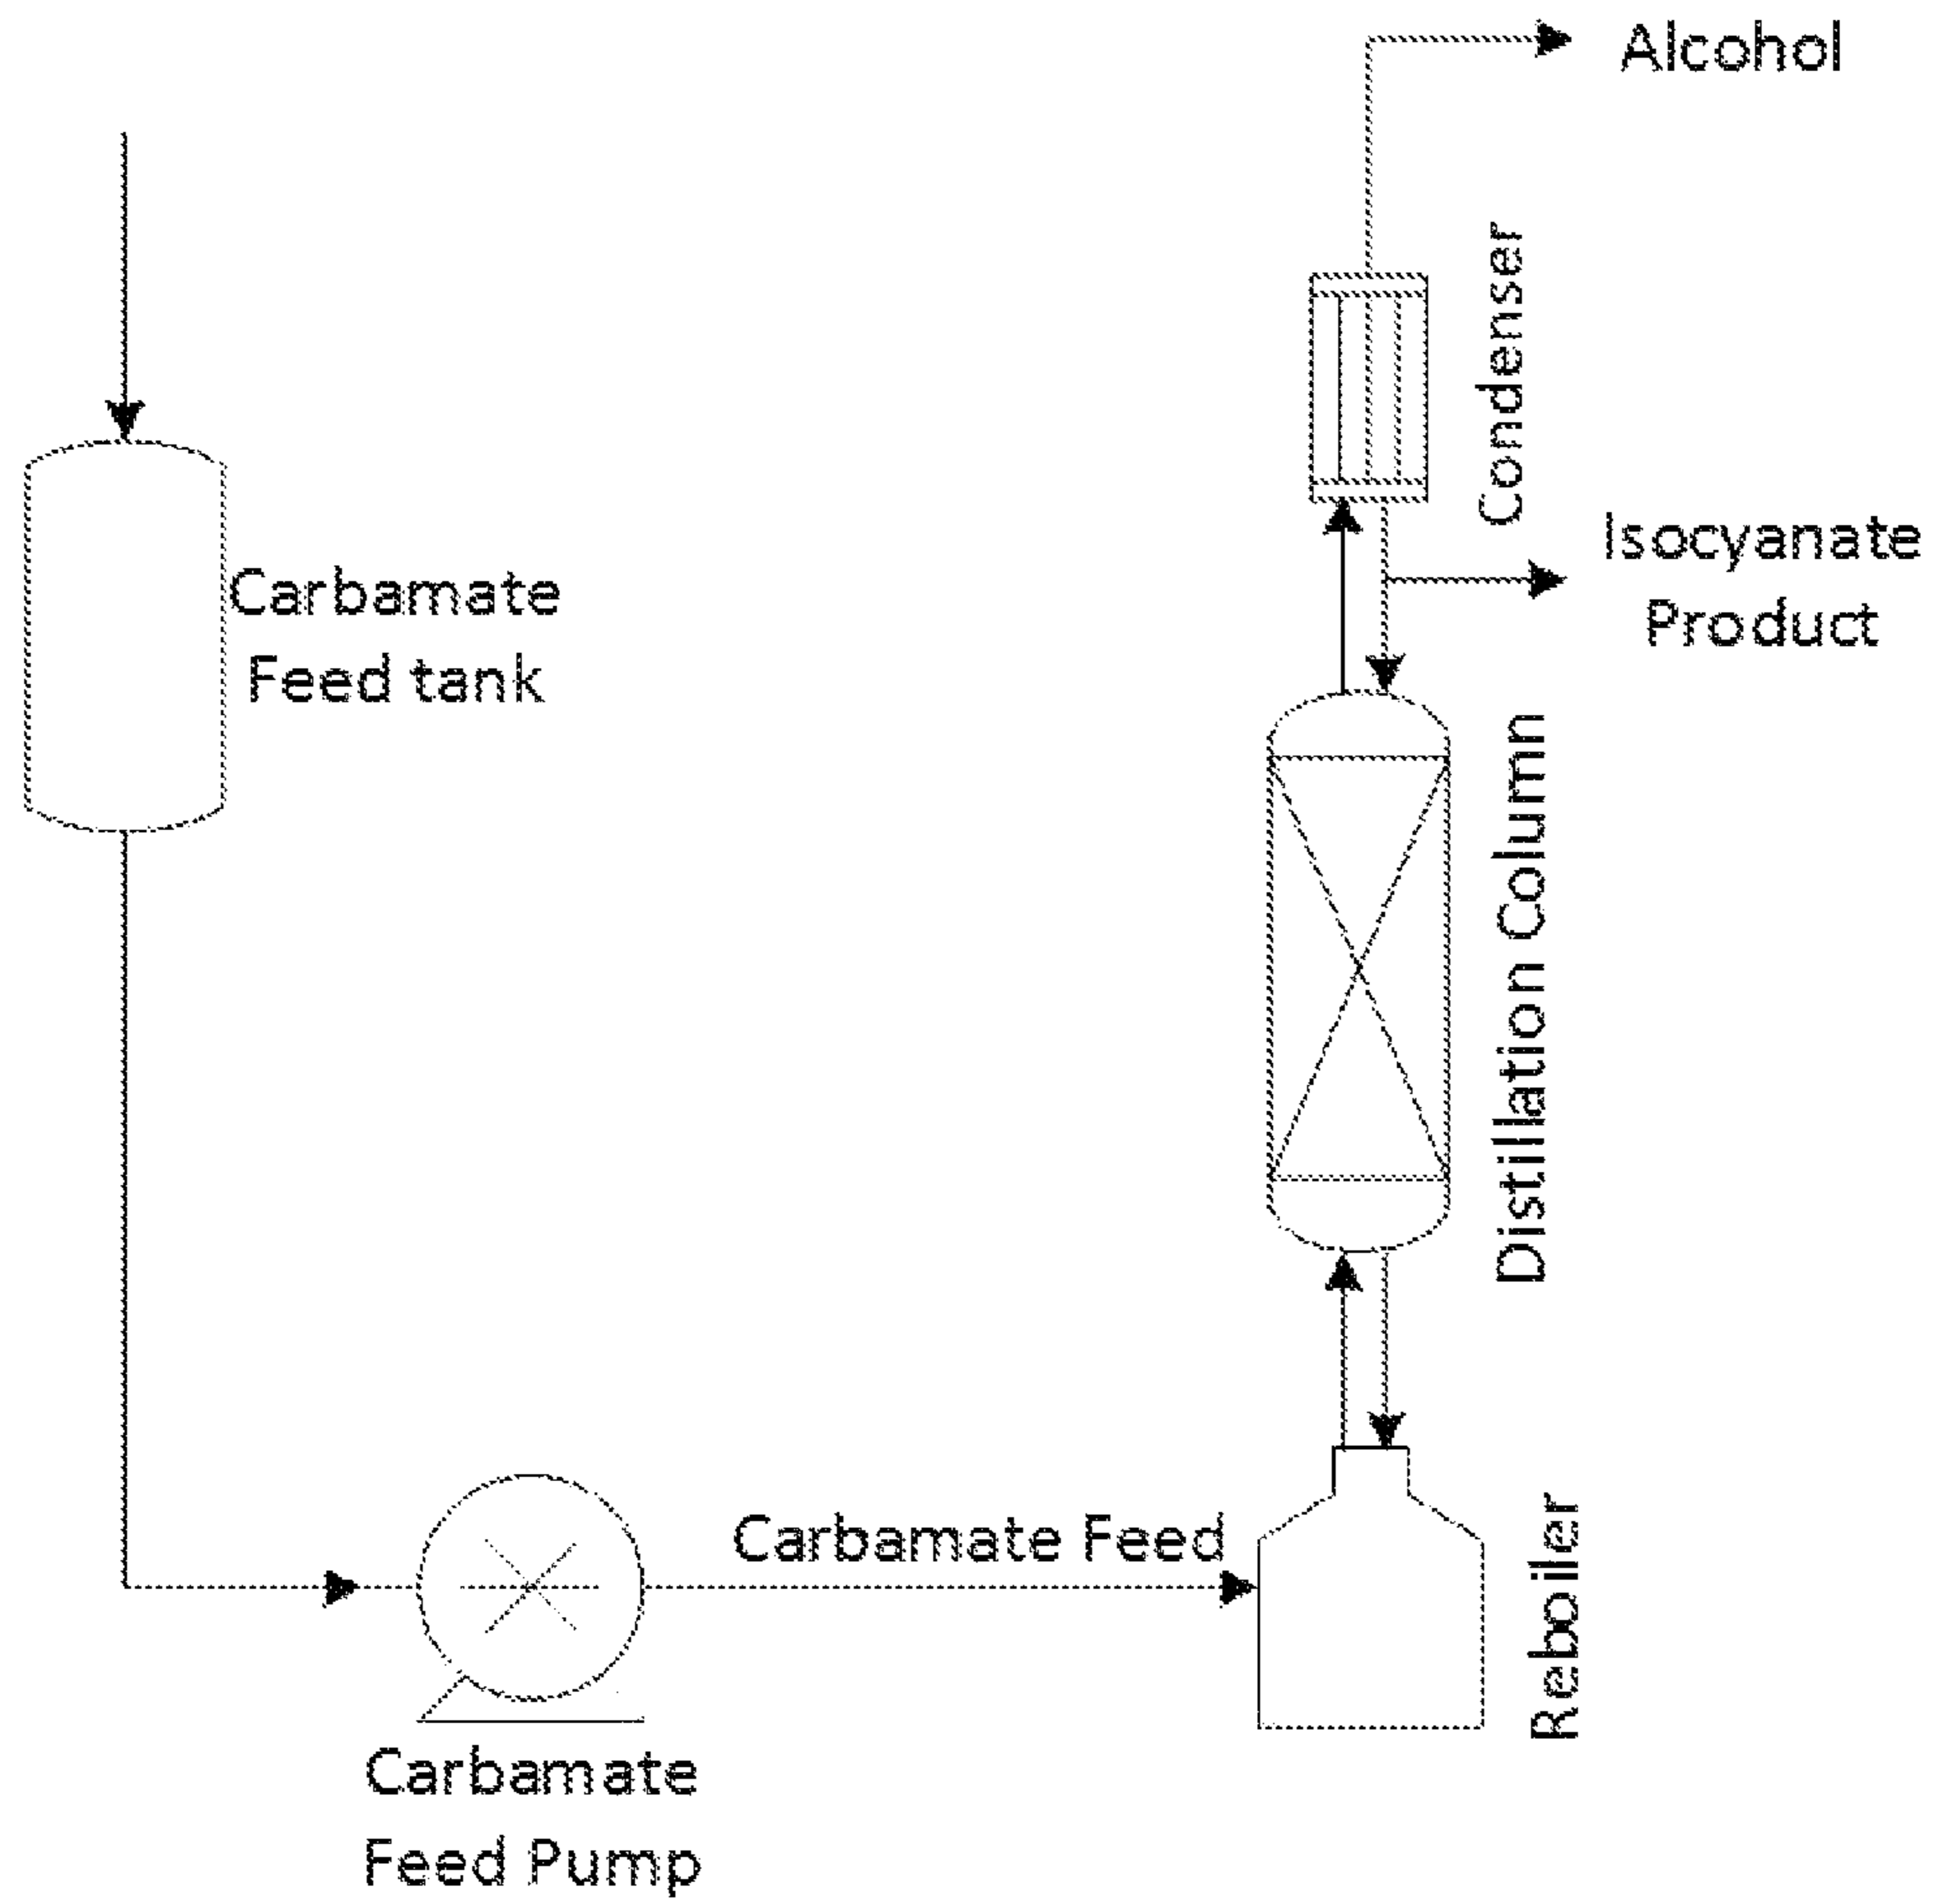 Alcohol
Condenser
Isocyanate
Product
Carbamate
Feed tank
Distillation Column
Carbamate Feed
Reboiler
Carbamate
Feed Pump